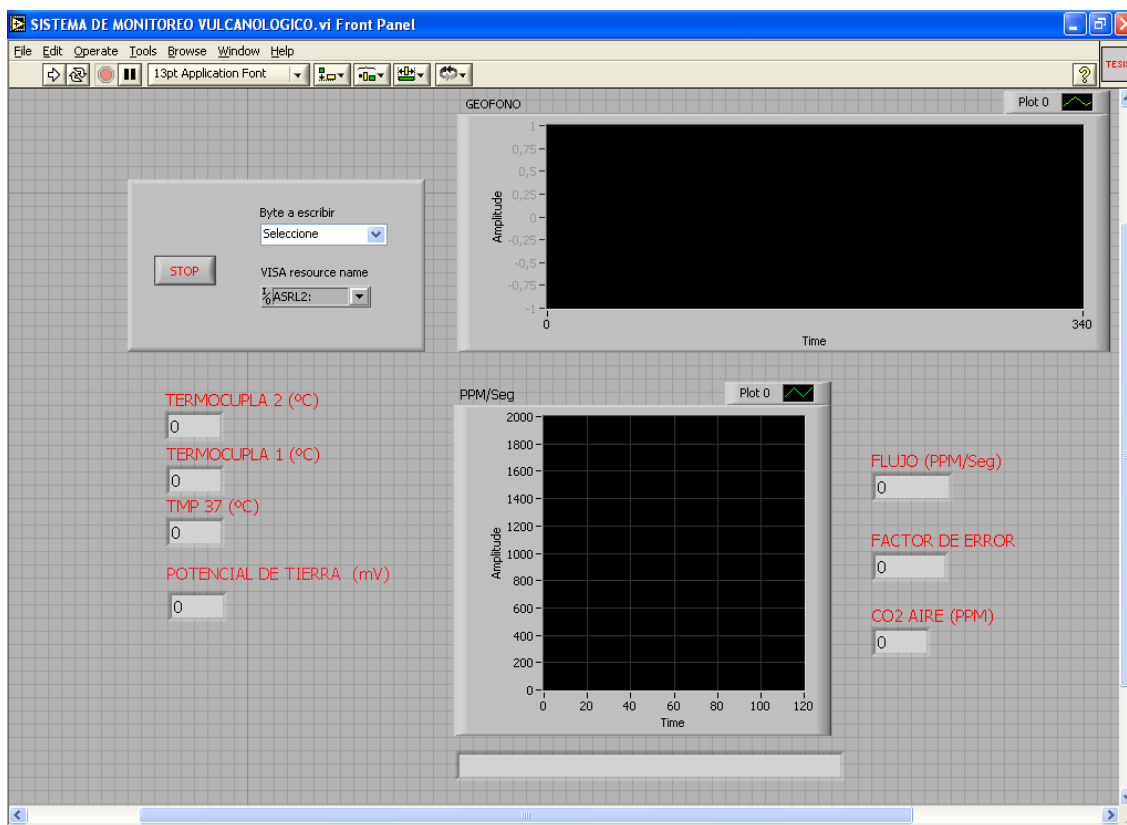 SISTEMA DE MONITOREO VULCANOLOGICO.vi Front Panel
File Edit Operate Tools Browse Window Help
13pt Application Font
?
TESIS
GEOFONO
Plot 0
1
0,75
0,5
0,25
0
-0,25
-0,5
-0,75
-1
Amplitude
0 340
Time
Byte a escribir
Seleccione
STOP
VISA resource name
I/O ASRL2:
TERMOCUPLA 2 (ºC)
0
TERMOCUPLA 1 (ºC)
0
TMP 37 (ºC)
0
POTENCIAL DE TIERRA (mV)
0
PPM/Seg
Plot 0
2000
1800
1600
1400
1200
1000
800
600
400
200
0
Amplitude
0 20 40 60 80 100 120
Time
FLUJO (PPM/Seg)
0
FACTOR DE ERROR
0
CO2 AIRE (PPM)
0